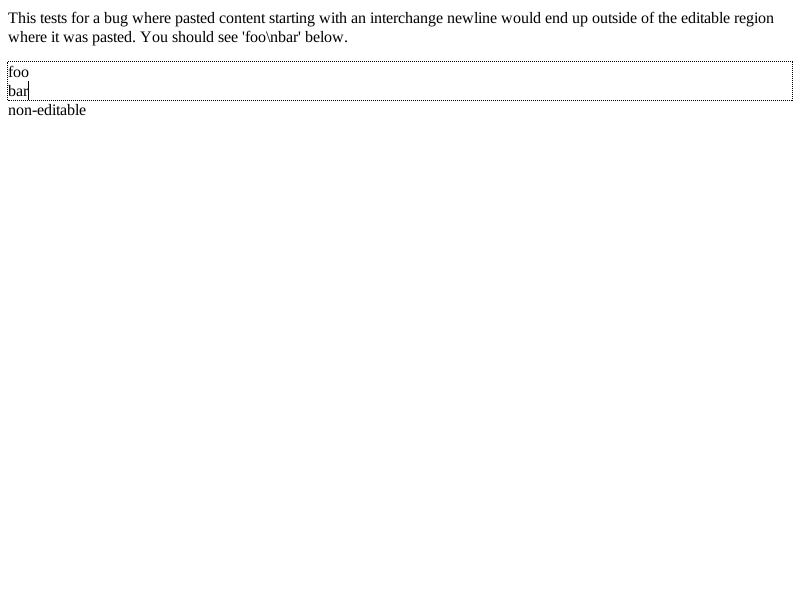 This tests for a bug where pasted content starting with an interchange newline would end up outside of the editable region
where it was pasted. You should see 'foo\nbar' below.
foo
bar
non-editable